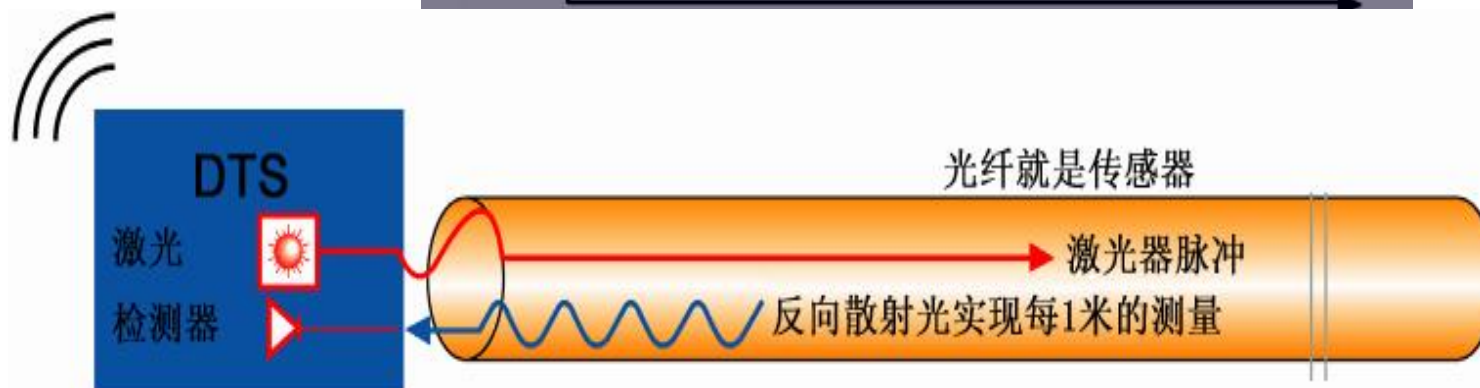 DTS
光纤就是传感器
激光
激光器脉冲
检测器
反向散射光实现每1米的测量